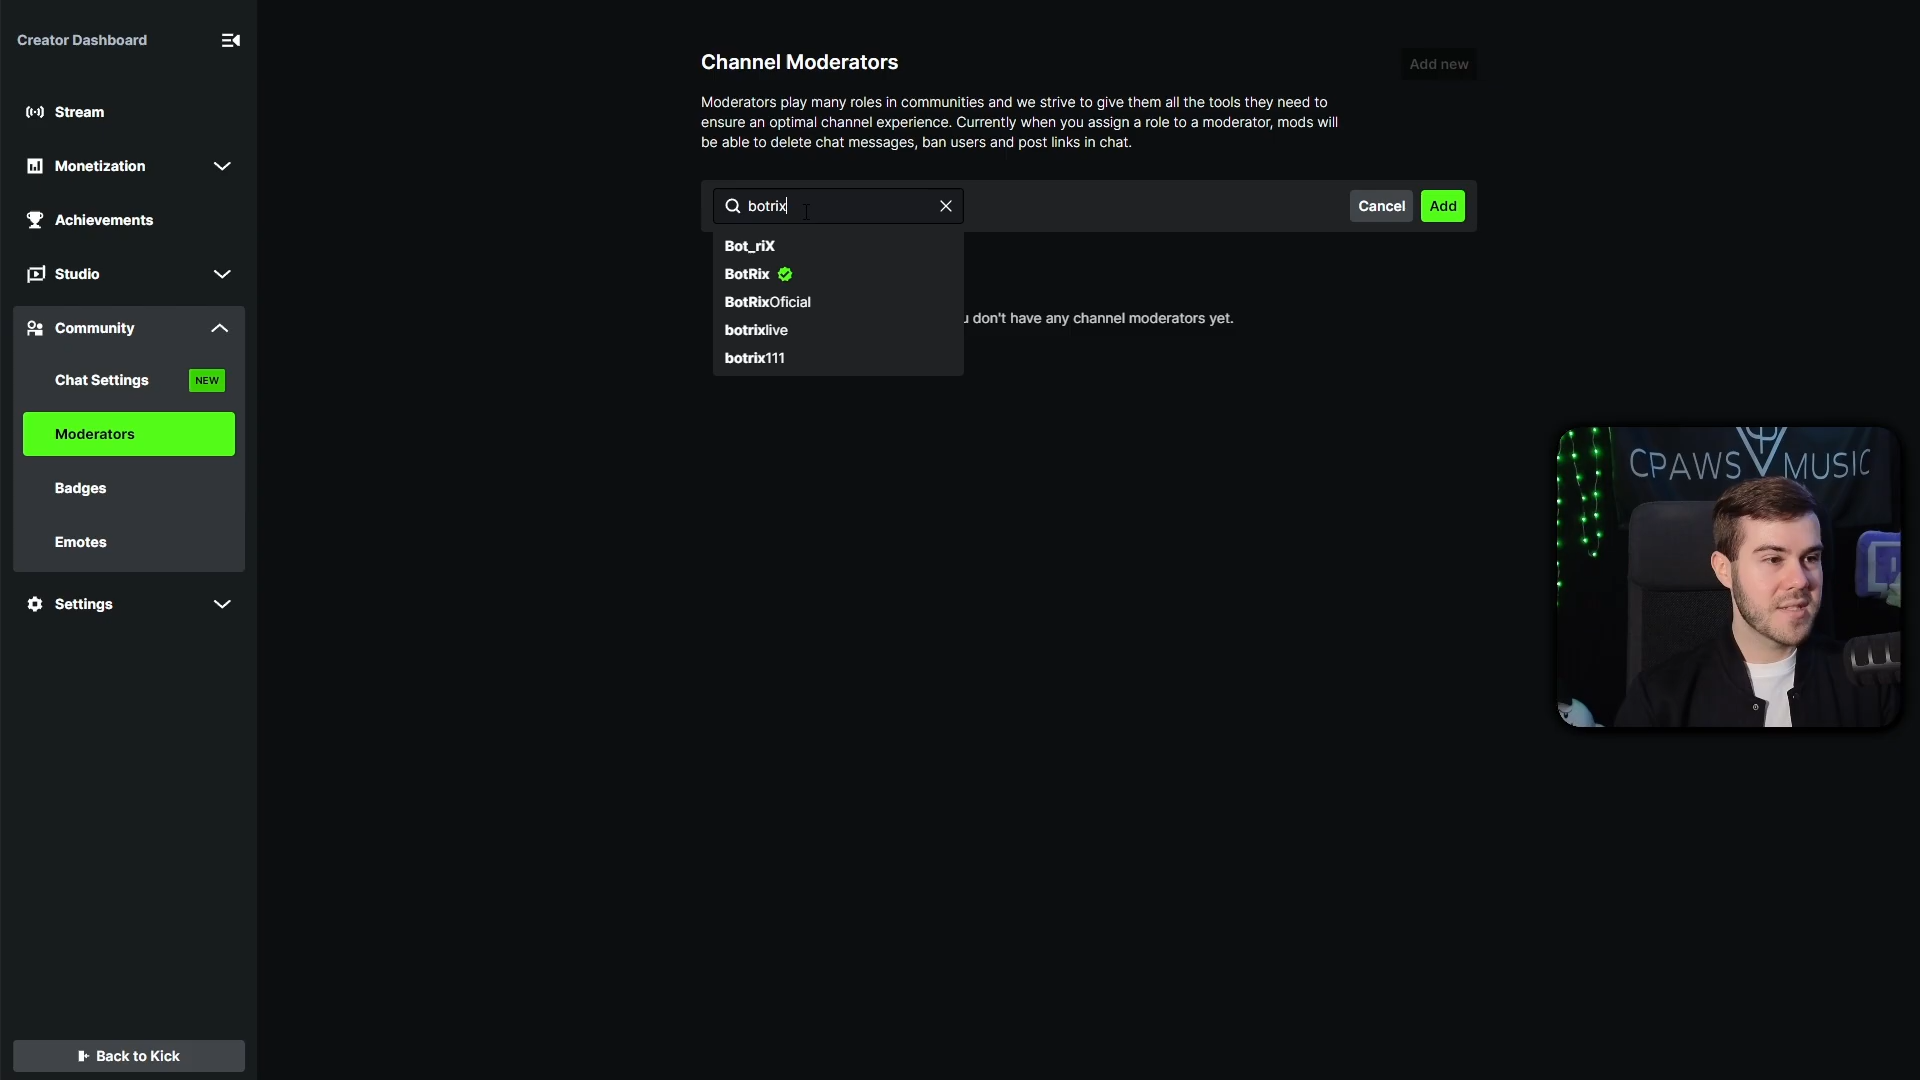 Creator Dashboard
Stream
Monetization
Achievements
Studio
Community
Chat Settings NEW
Moderators
Badges
Emotes
Settings
Back to Kick
Channel Moderators
Add new
Moderators play many roles in communities and we strive to give them all the tools they need to
ensure an optimal channel experience. Currently when you assign a role to a moderator, mods will
be able to delete chat messages, ban users and post links in chat.
botrix
Cancel
Add
Bot_riX
BotRix
BotRixOficial
botrixlive
botrix111
don't have any channel moderators yet.
CPAWS MUSIC